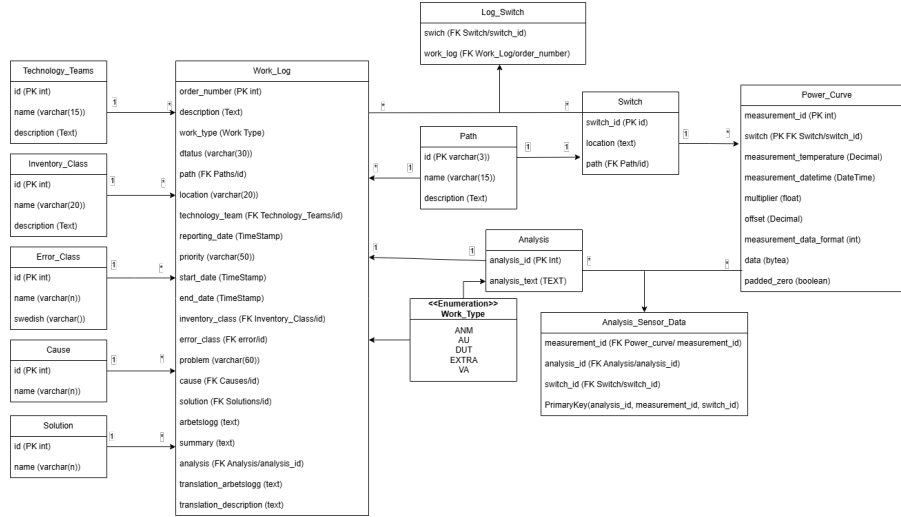 Log_Switch
swich (FK Switch/switch_id)
work_log (FK Work_Log/order_number)
Technology_Teams
id (PK int)
name (varchar(15))
description (Text)
1
*
Inventory_Class
id (PK int)
name (varchar(20))
description (Text)
1
*
Error_Class
id (PK int)
name (varchar(n))
swedish (varchar())
1
*
Cause
id (PK int)
name (varchar(n))
1
*
Solution
id (PK int)
name (varchar(n))
1
*
Work_Log
order_number (PK int)
description (Text)
work_type (Work Type)
dtatus (varchar(30))
path (FK Paths/id)
location (varchar(20))
technology_team (FK Technology_Teams/id)
reporting_date (TimeStamp)
priority (varchar(50))
start_date (TimeStamp)
end_date (TimeStamp)
inventory_class (FK Inventory_Class/id)
error_class (FK error/id)
problem (varchar(60))
cause (FK Causes/id)
solution (FK Solutions/id)
arbetslogg (text)
summary (text)
analysis (FK Analysis/analysis_id)
translation_arbetslogg (text)
translation_description (text)
*
*
Path
id (PK varchar(3))
name (varchar(15))
description (Text)
*
1
1
1
Switch
switch_id (PK id)
location (text)
path (FK Path/id)
1
*
Power_Curve
measurement_id (PK int)
switch (PK FK Switch/switch_id)
measurement_temperature (Decimal)
measurement_datetime (DateTime)
multiplier (float)
offset (Decimal)
measurement_data_format (int)
data (bytea)
padded_zero (boolean)
Analysis
analysis_id (PK Int)
analysis_text (TEXT)
1
1
*
*
<<Enumeration>>
Work_Type
ANM
AU
DUT
EXTRA
VA
Analysis_Sensor_Data
measurement_id (FK Power_curve/ measurement_id)
analysis_id (FK Analysis/analysis_id)
switch_id (FK Switch/switch_id)
PrimaryKey(analysis_id, measurement_id, switch_id)